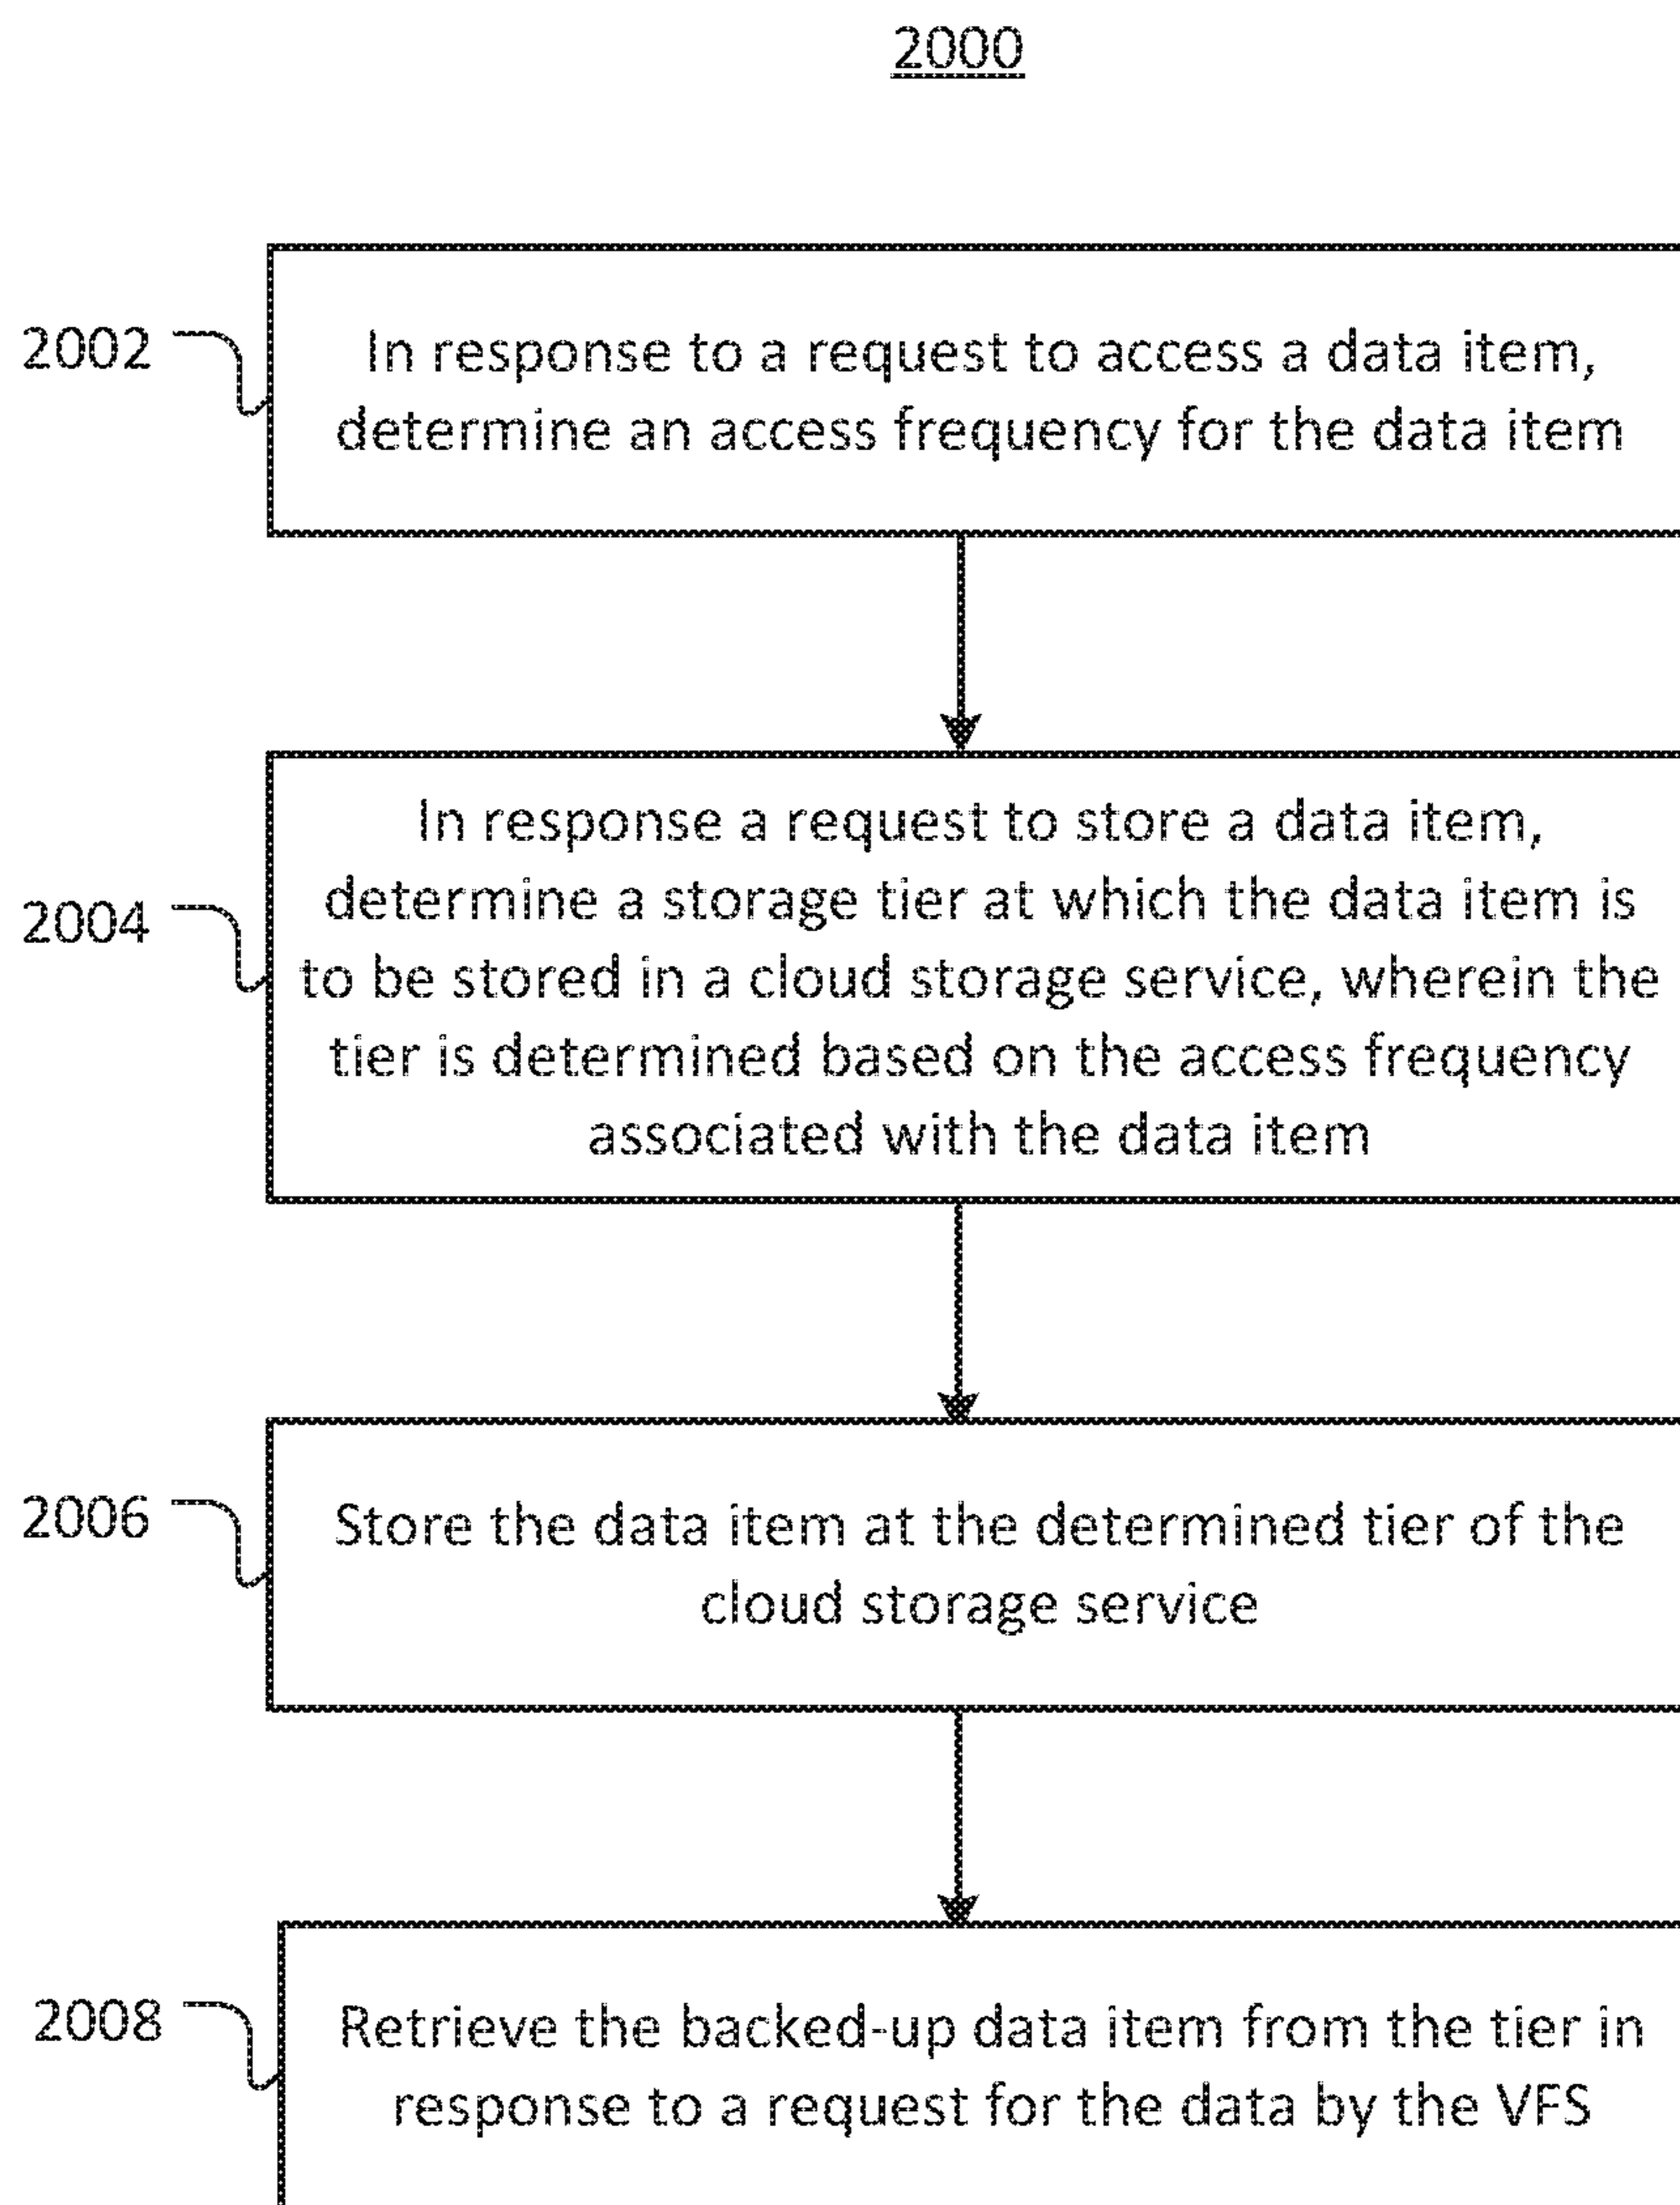 2000
2002
In response to a request to access a data item,
determine an access frequency for the data item
2004
In response a request to store a data item,
determine a storage tier at which the data item is
to be stored in a cloud storage service, wherein the
tier is determined based on the access frequency
associated with the data item
2006
Store the data item at the determined tier of the
cloud storage service
2008
Retrieve the backed-up data item from the tier in
response to a request for the data by the VFS